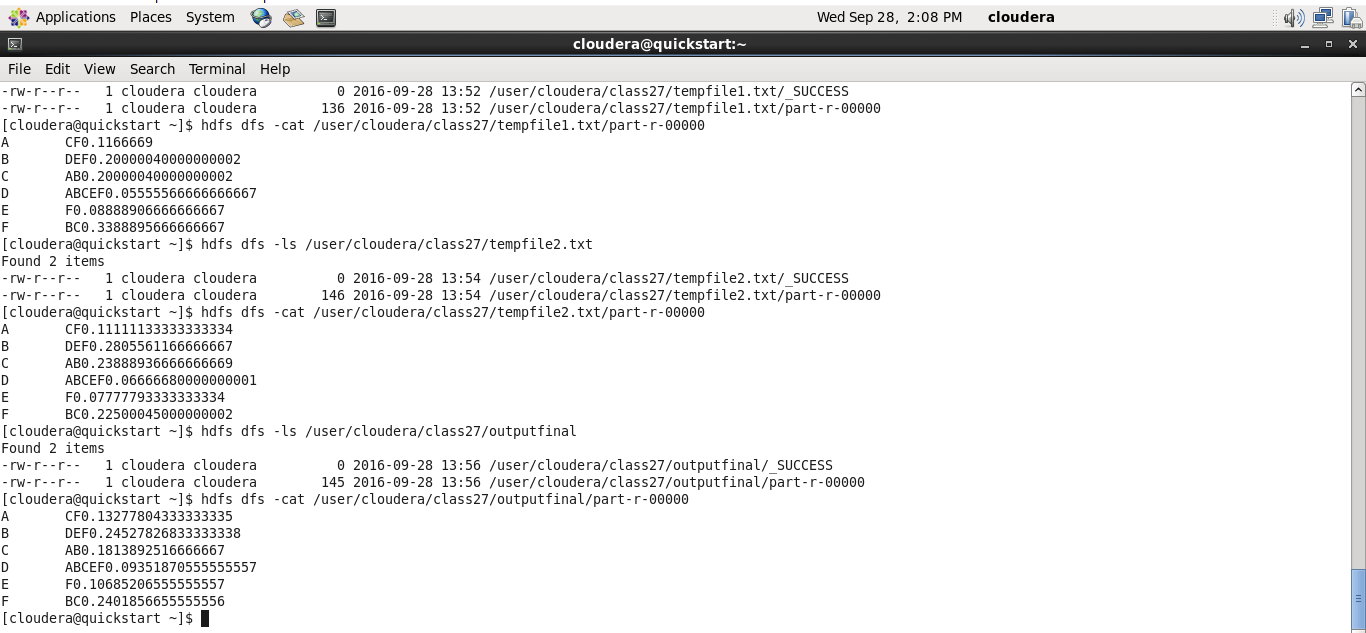 Applications Places System Wed Sep 28, 2:08 PM cloudera
cloudera@quickstart:~
File Edit View Search Terminal Help
-rw-r--r--   1 cloudera cloudera          0 2016-09-28 13:52 /user/cloudera/class27/tempfile1.txt/_SUCCESS
-rw-r--r--   1 cloudera cloudera        136 2016-09-28 13:52 /user/cloudera/class27/tempfile1.txt/part-r-00000
[cloudera@quickstart ~]$ hdfs dfs -cat /user/cloudera/class27/tempfile1.txt/part-r-00000
A       CF0.1166669
B       DEF0.20000040000000002
C       AB0.20000040000000002
D       ABCEF0.05555566666666667
E       F0.08888906666666667
F       BC0.3388895666666667
[cloudera@quickstart ~]$ hdfs dfs -ls /user/cloudera/class27/tempfile2.txt
Found 2 items
-rw-r--r--   1 cloudera cloudera          0 2016-09-28 13:54 /user/cloudera/class27/tempfile2.txt/_SUCCESS
-rw-r--r--   1 cloudera cloudera        146 2016-09-28 13:54 /user/cloudera/class27/tempfile2.txt/part-r-00000
[cloudera@quickstart ~]$ hdfs dfs -cat /user/cloudera/class27/tempfile2.txt/part-r-00000
A       CF0.11111133333333334
B       DEF0.2805561166666667
C       AB0.23888936666666669
D       ABCEF0.06666680000000001
E       F0.07777793333333334
F       BC0.22500045000000002
[cloudera@quickstart ~]$ hdfs dfs -ls /user/cloudera/class27/outputfinal
Found 2 items
-rw-r--r--   1 cloudera cloudera          0 2016-09-28 13:56 /user/cloudera/class27/outputfinal/_SUCCESS
-rw-r--r--   1 cloudera cloudera        145 2016-09-28 13:56 /user/cloudera/class27/outputfinal/part-r-00000
[cloudera@quickstart ~]$ hdfs dfs -cat /user/cloudera/class27/outputfinal/part-r-00000
A       CF0.13277804333333335
B       DEF0.24527826833333338
C       AB0.1813892516666667
D       ABCEF0.09351870555555557
E       F0.10685206555555557
F       BC0.2401856655555556
[cloudera@quickstart ~]$